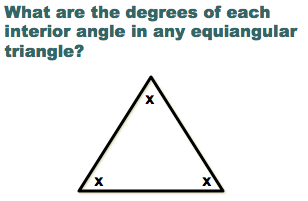 What are the degrees of each
interior angle in any equiangular
triangle?
x
x x